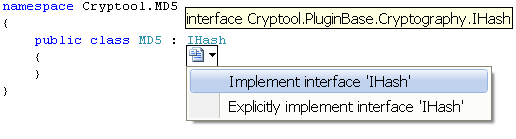 namespace Cryptool.MD5
interface Cryptool.PluginBase.Cryptography.IHash
{
public class MD5 : IHash
{
Implement interface 'IHash'
}
Explicitly implement interface 'IHash'
}